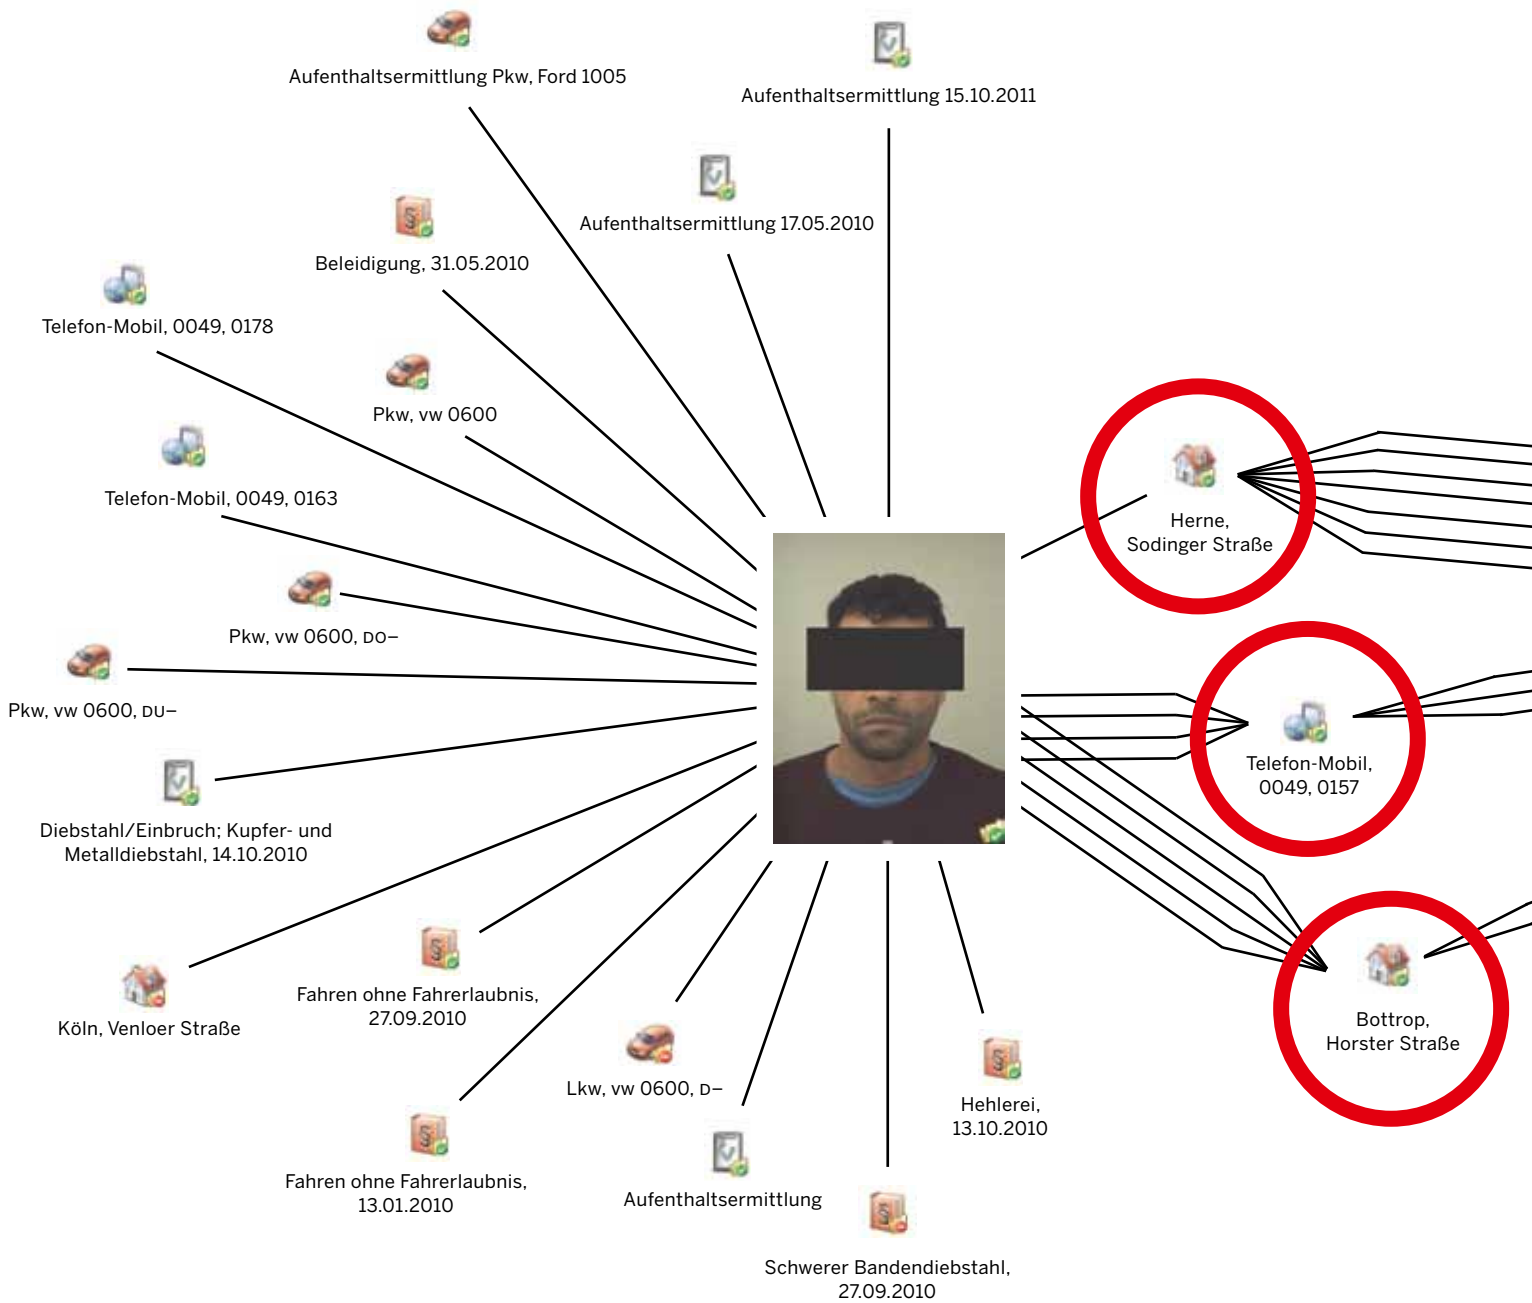 Aufenthaltsermittlung Pkw, Ford 1005
Aufenthaltsermittlung 15.10.2011
Aufenthaltsermittlung 17.05.2010
Beleidigung, 31.05.2010
Telefon-Mobil, 0049, 0178
Pkw, vw 0600
Telefon-Mobil, 0049, 0163
Herne,
Sodinger Straße
Pkw, vw 0600, DO–
Pkw, vw 0600, DU–
Telefon-Mobil,
0049, 0157
Diebstahl/Einbruch; Kupfer- und
Metalldiebstahl, 14.10.2010
Fahren ohne Fahrerlaubnis,
27.09.2010
Köln, Venloer Straße
Bottrop,
Horster Straße
Lkw, vw 0600, D–
Hehlerei,
13.10.2010
Fahren ohne Fahrerlaubnis,
13.01.2010
Aufenthaltsermittlung
Schwerer Bandendiebstahl,
27.09.2010